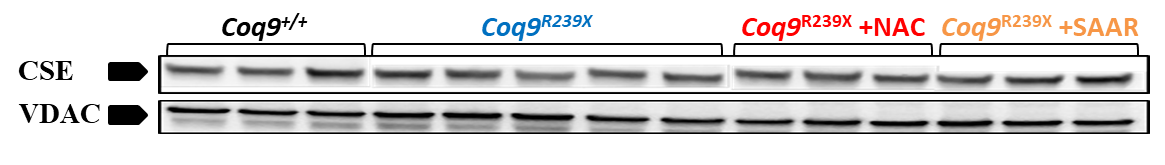 Coq9+/+ Coq9R239X Coq9R239X +NAC Coq9R239X +SAAR
CSE
VDAC